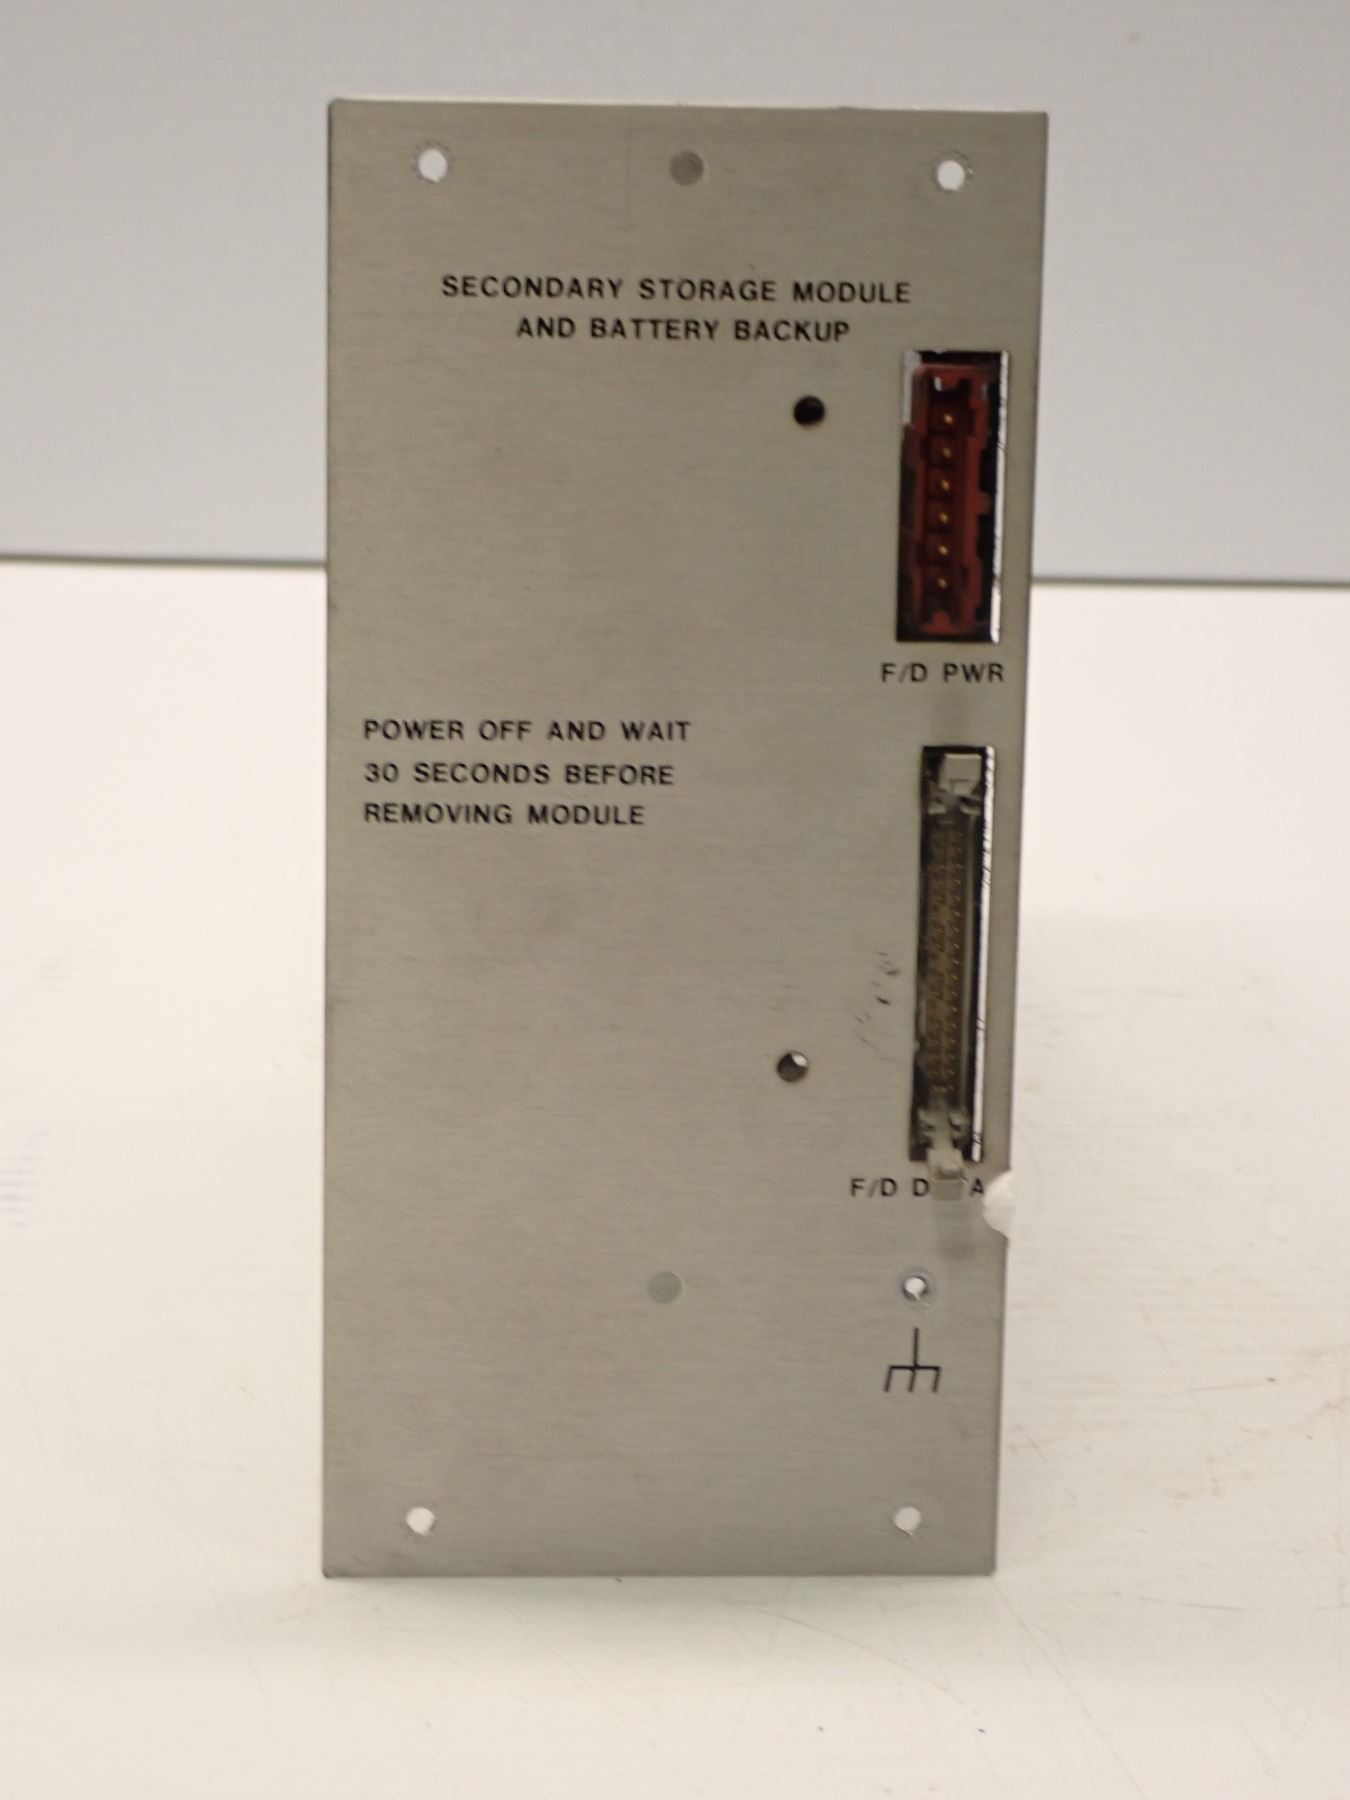 SECONDARY STORAGE MODULE
AND BATTERY BACKUP
F/D PWR
POWER OFF AND WAIT
30 SECONDS BEFORE
REMOVING MODULE
F/D